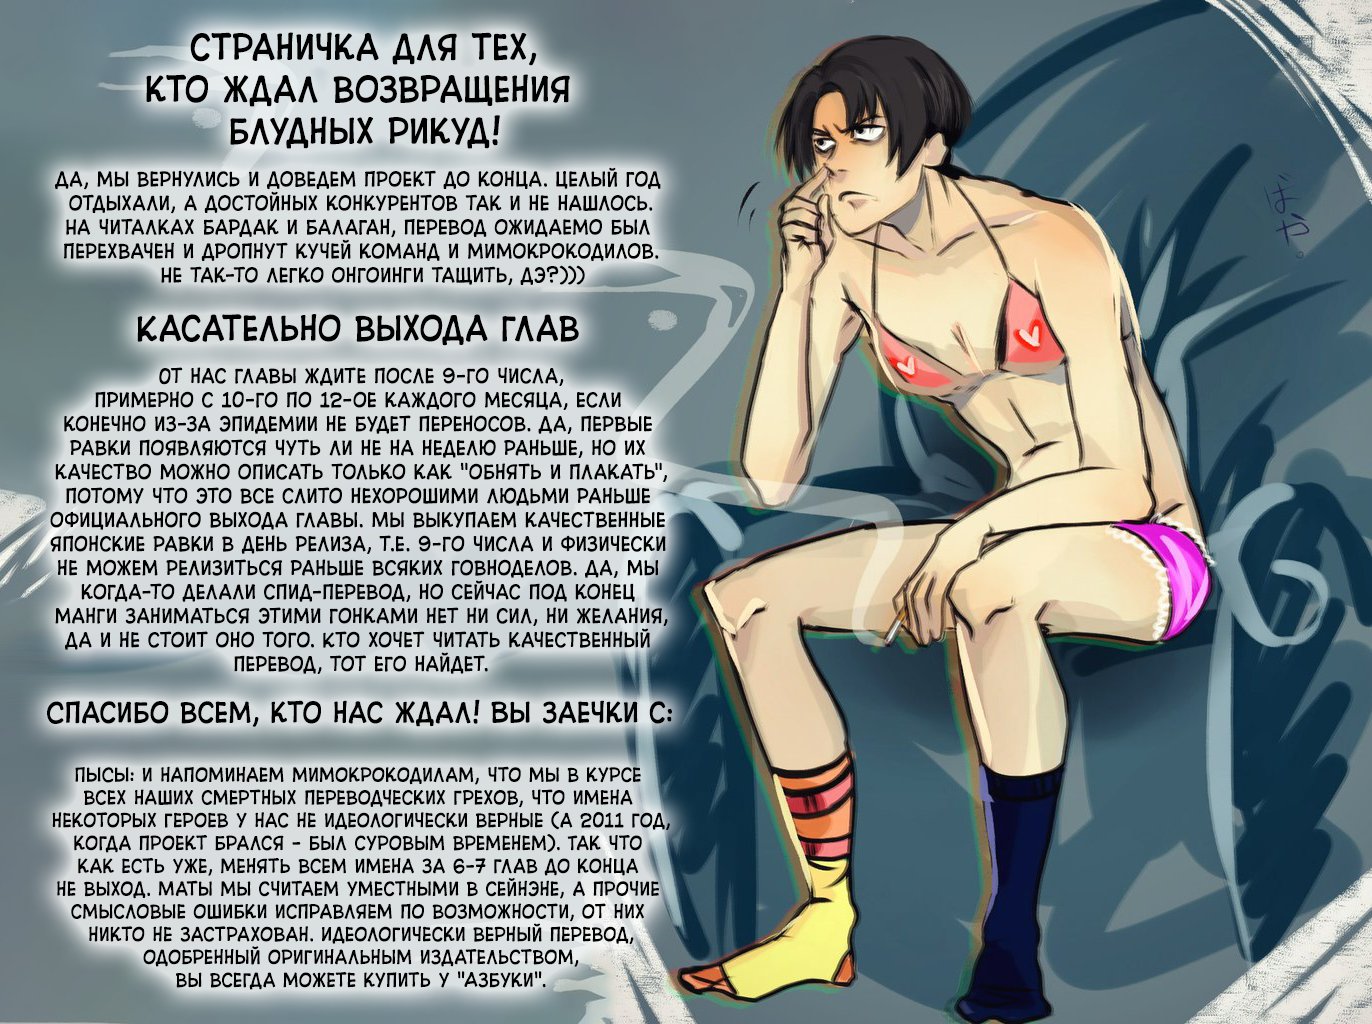 СТРАНИЧКА ДЛЯ ТЕХ,
КТО ЖДАЛ ВОЗВРАЩЕНИЯ
БЛУДНЫХ РИКУД!
ДА, МЫ ВЕРНУЛИСЬ И ДОВЕДЕМ ПРОЕКТ ДО КОНЦА. ЦЕЛЫЙ ГОД
ОТДЫХАЛИ, А ДОСТОЙНЫХ КОНКУРЕНТОВ ТАК И НЕ НАШЛОСЬ.
НА ЧИТАЛКАХ БАРДАК И БАЛАГАН, ПЕРЕВОД ОЖИДАЕМО БЫЛ
ПЕРЕХВАЧЕН И ДРОПНУТ КУЧЕЙ КОМАНД И МИМОКРОКОДИЛОВ.
НЕ ТАК-ТО ЛЕГКО ОНГОИНГИ ТАЩИТЬ, ДЭ?)))
КАСАТЕЛЬНО ВЫХОДА ГЛАВ
ОТ НАС ГЛАВЫ ЖДИТЕ ПОСЛЕ 9-ГО ЧИСЛА,
ПРИМЕРНО С 10-ГО ПО 12-ОЕ КАЖДОГО МЕСЯЦА, ЕСЛИ
КОНЕЧНО ИЗ-ЗА ЭПИДЕМИИ НЕ БУДЕТ ПЕРЕНОСОВ. ДА, ПЕРВЫЕ
РАВКИ ПОЯВЛЯЮТСЯ ЧУТЬ ЛИ НЕ НА НЕДЕЛЮ РАНЬШЕ, НО ИХ
КАЧЕСТВО МОЖНО ОПИСАТЬ ТОЛЬКО КАК "ОБНЯТЬ И ПЛАКАТЬ",
ПОТОМУ ЧТО ЭТО ВСЕ СЛИТО НЕХОРОШИМИ ЛЮДЬМИ РАНЬШЕ
ОФИЦИАЛЬНОГО ВЫХОДА ГЛАВЫ. МЫ ВЫКУПАЕМ КАЧЕСТВЕННЫЕ
ЯПОНСКИЕ РАВКИ В ДЕНЬ РЕЛИЗА, Т.Е. 9-ГО ЧИСЛА И ФИЗИЧЕСКИ
НЕ МОЖЕМ РЕЛИЗИТЬСЯ РАНЬШЕ ВСЯКИХ ГОВНОДЕЛОВ. ДА, МЫ
КОГДА-ТО ДЕЛАЛИ СПИД-ПЕРЕВОД, НО СЕЙЧАС ПОД КОНЕЦ
МАНГИ ЗАНИМАТЬСЯ ЭТИМИ ГОНКАМИ НЕТ НИ СИЛ, НИ ЖЕЛАНИЯ,
ДА И НЕ СТОИТ ОНО ТОГО. КТО ХОЧЕТ ЧИТАТЬ КАЧЕСТВЕННЫЙ
ПЕРЕВОД, ТОТ ЕГО НАЙДЕТ.
СПАСИБО ВСЕМ, КТО НАС ЖДАЛ! ВЫ ЗАЕЧКИ С:
ПЫСЫ: И НАПОМИНАЕМ МИМОКРОКОДИЛАМ, ЧТО МЫ В КУРСЕ
ВСЕХ НАШИХ СМЕРТНЫХ ПЕРЕВОДЧЕСКИХ ГРЕХОВ, ЧТО ИМЕНА
НЕКОТОРЫХ ГЕРОЕВ У НАС НЕ ИДЕОЛОГИЧЕСКИ ВЕРНЫЕ (А 2011 ГОД,
КОГДА ПРОЕКТ БРАЛСЯ - БЫЛ СУРОВЫМ ВРЕМЕНЕМ). ТАК ЧТО
КАК ЕСТЬ УЖЕ, МЕНЯТЬ ВСЕМ ИМЕНА ЗА 6-7 ГЛАВ ДО КОНЦА
НЕ ВЫХОД. МАТЫ МЫ СЧИТАЕМ УМЕСТНЫМИ В СЕЙНЭНЕ, А ПРОЧИЕ
СМЫСЛОВЫЕ ОШИБКИ ИСПРАВЛЯЕМ ПО ВОЗМОЖНОСТИ, ОТ НИХ
НИКТО НЕ ЗАСТРАХОВАН. ИДЕОЛОГИЧЕСКИ ВЕРНЫЙ ПЕРЕВОД,
ОДОБРЕННЫЙ ОРИГИНАЛЬНЫМ ИЗДАТЕЛЬСТВОМ,
ВЫ ВСЕГДА МОЖЕТЕ КУПИТЬ У "АЗБУКИ".